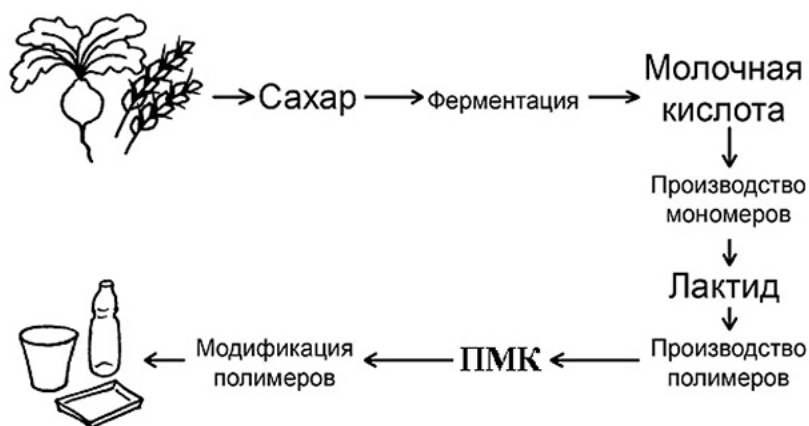 Сахар
Ферментация
Молочная
кислота
Производство
мономеров
Лактид
Производство
полимеров
ПМК
Модификация
полимеров